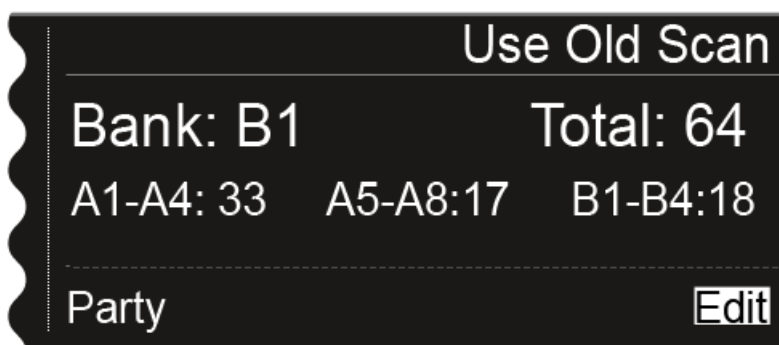 Use Old Scan
Bank: B1 Total: 64
A1-A4: 33 A5-A8:17 B1-B4:18
Party Edit